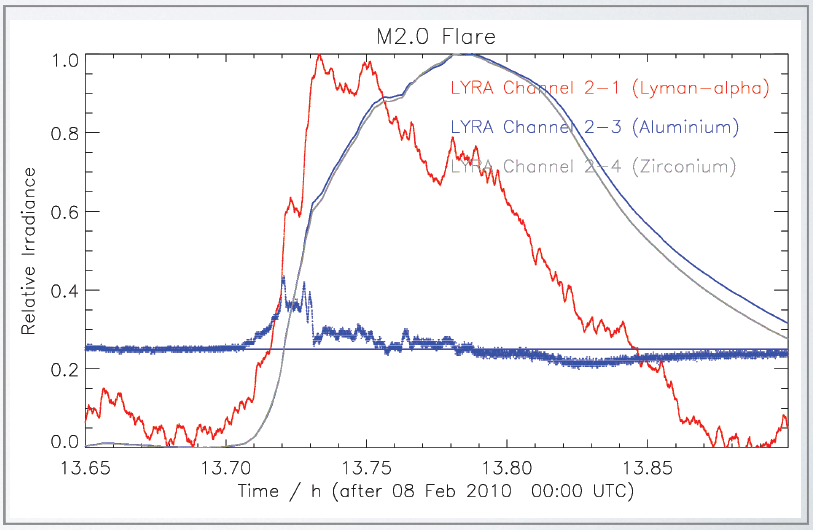 M2.0 Flare
1.0
LYRA Channel 2-1 (Lyman-alpha)
LYRA Channel 2-3 (Aluminium)
0.8
LYRA Channel 2-4 (Zirconium)
0.6
Relative Irradiance
0.4
0.2
0.0
13.65 13.70 13.75 13.80 13.85
Time / h (after 08 Feb 2010 00:00 UTC)